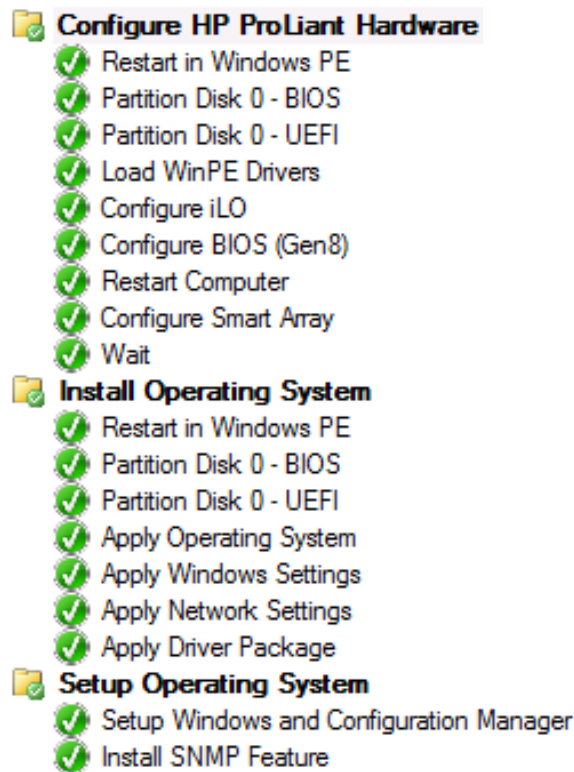 Configure HP ProLiant Hardware
Restart in Windows PE
Partition Disk 0 - BIOS
Partition Disk 0 - UEFI
Load WinPE Drivers
Configure iLO
Configure BIOS (Gen8)
Restart Computer
Configure Smart Array
Wait
Install Operating System
Restart in Windows PE
Partition Disk 0 - BIOS
Partition Disk 0 - UEFI
Apply Operating System
Apply Windows Settings
Apply Network Settings
Apply Driver Package
Setup Operating System
Setup Windows and Configuration Manager
Install SNMP Feature